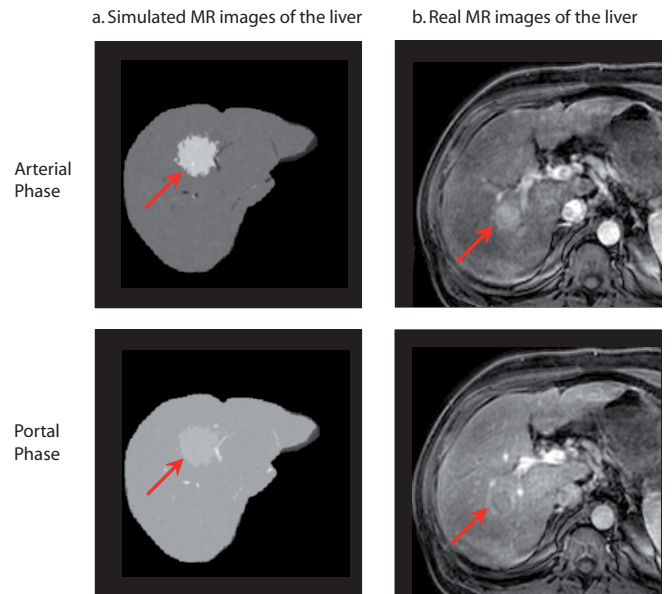 a. Simulated MR images of the liver
b. Real MR images of the liver
Arterial
Phase
Portal
Phase